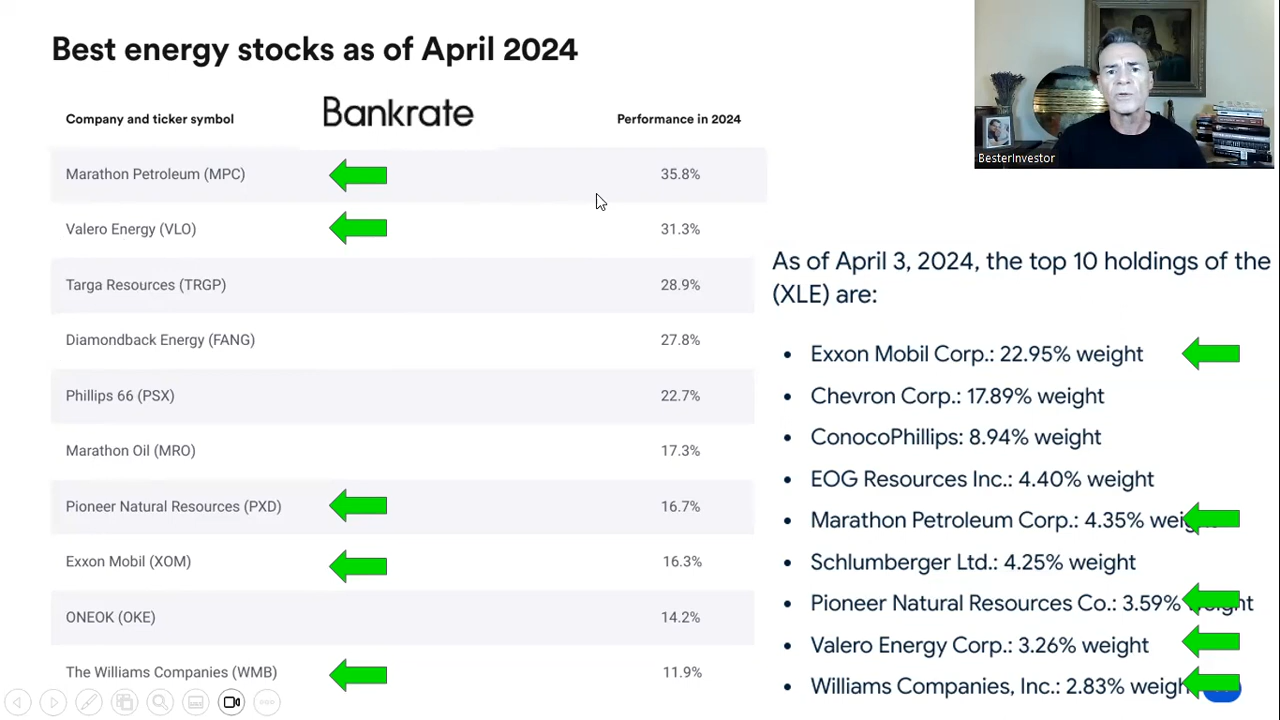 Best energy stocks as of April 2024
Company and ticker symbol
Bankrate
Performance in 2024
Marathon Petroleum (MPC) 35.8%
Valero Energy (VLO) 31.3%
Targa Resources (TRGP) 28.9%
Diamondback Energy (FANG) 27.8%
Phillips 66 (PSX) 22.7%
Marathon Oil (MRO) 17.3%
Pioneer Natural Resources (PXD) 16.7%
Exxon Mobil (XOM) 16.3%
ONEOK (OKE) 14.2%
The Williams Companies (WMB) 11.9%
BesterInvestor
As of April 3, 2024, the top 10 holdings of the
(XLE) are:
• Exxon Mobil Corp.: 22.95% weight
• Chevron Corp.: 17.89% weight
• ConocoPhillips: 8.94% weight
• EOG Resources Inc.: 4.40% weight
• Marathon Petroleum Corp.: 4.35% weight
• Schlumberger Ltd.: 4.25% weight
• Pioneer Natural Resources Co.: 3.59% weight
• Valero Energy Corp.: 3.26% weight
• Williams Companies, Inc.: 2.83% weight